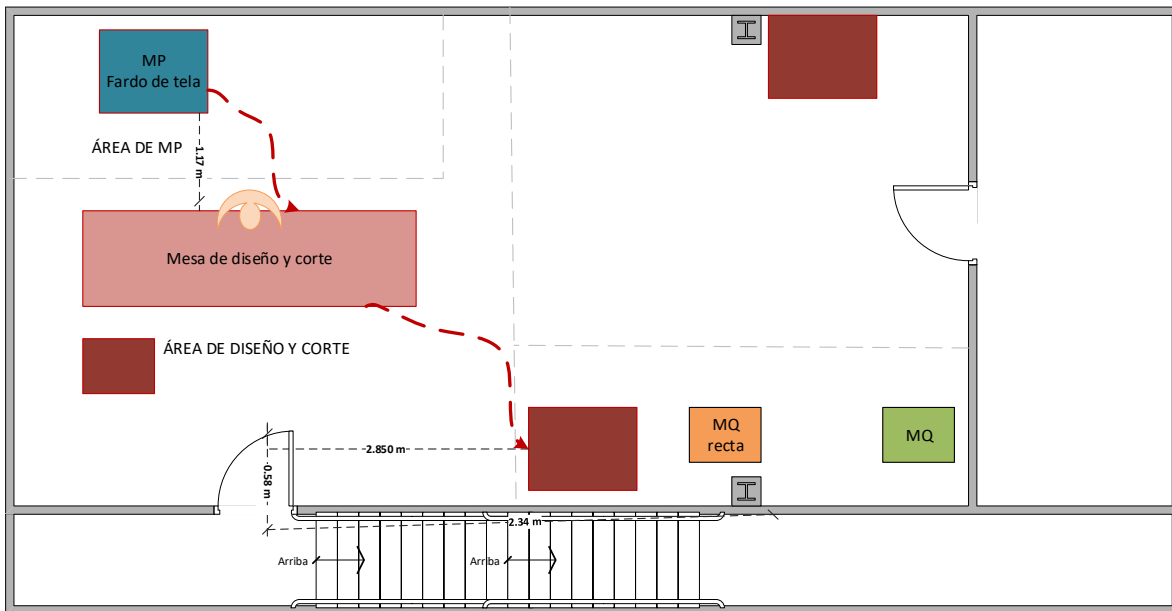 MP
Fardo de tela
ÁREA DE MP
1.17 m
Mesa de diseño y corte
ÁREA DE DISEÑO Y CORTE
MQ
recta
MQ
2.850 m
0.58 m
2.34 m
Arriba
Arriba